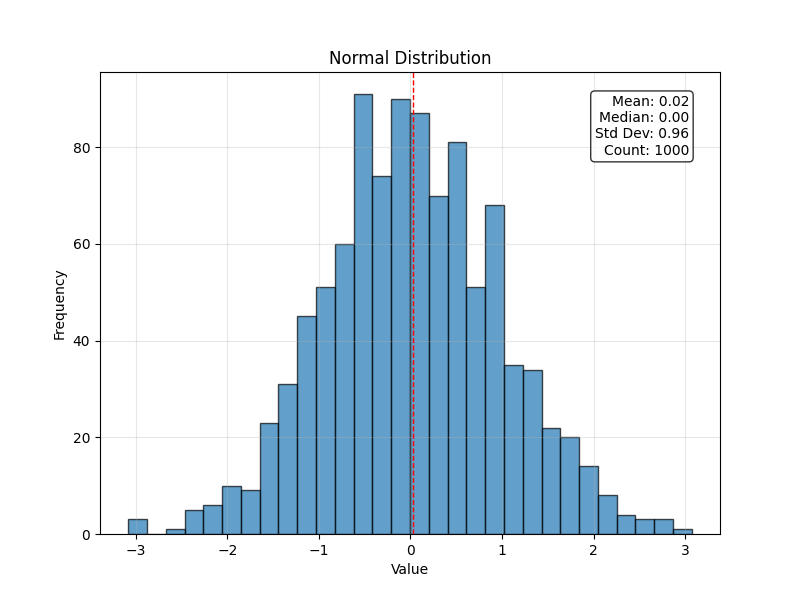 Normal Distribution
Mean: 0.02
Median: 0.00
Std Dev: 0.96
Count: 1000
80
60
40
20
0
Frequency
−3
−2
−1
0
1
2
3
Value